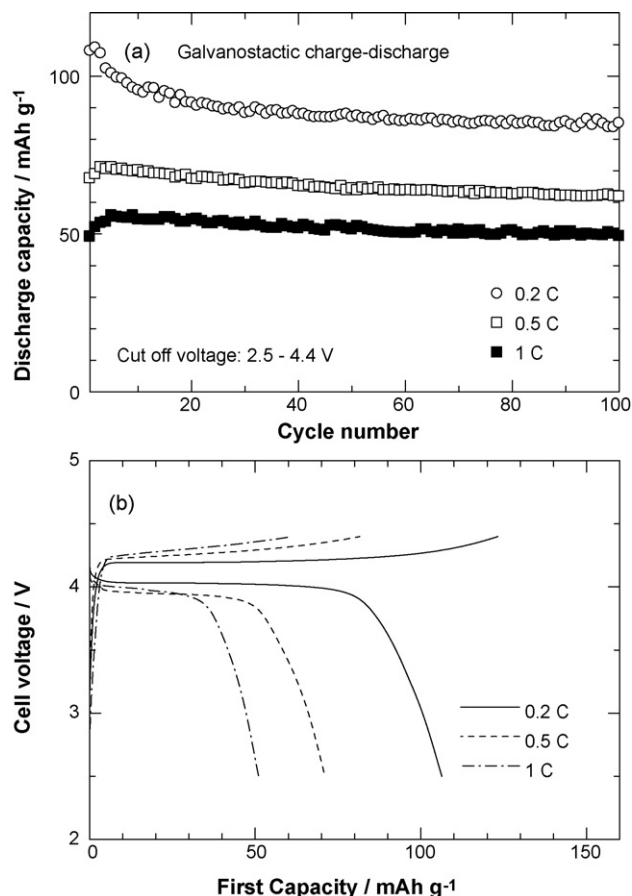 (a) Galvanostactic charge-discharge
Discharge capacity / mAh g-1
100
50
0
0.2 C
0.5 C
1 C
Cut off voltage: 2.5 - 4.4 V
20 40 60 80 100
Cycle number
(b)
Cell voltage / V
5
4
3
2
0.2 C
0.5 C
1 C
0 50 100 150
First Capacity / mAh g-1